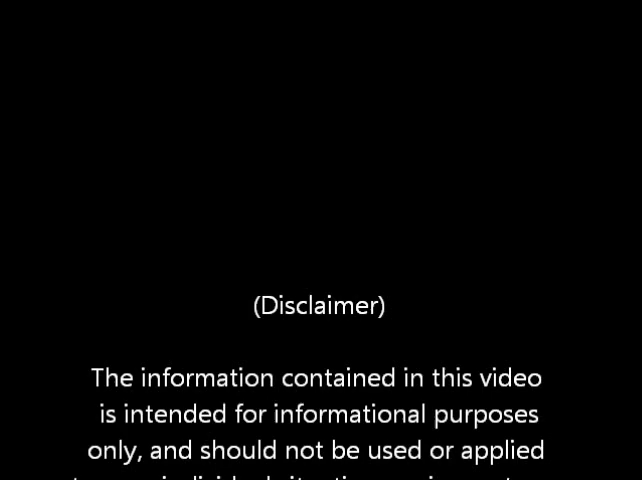 (Disclaimer)
The information contained in this video
is intended for informational purposes
only, and should not be used or applied